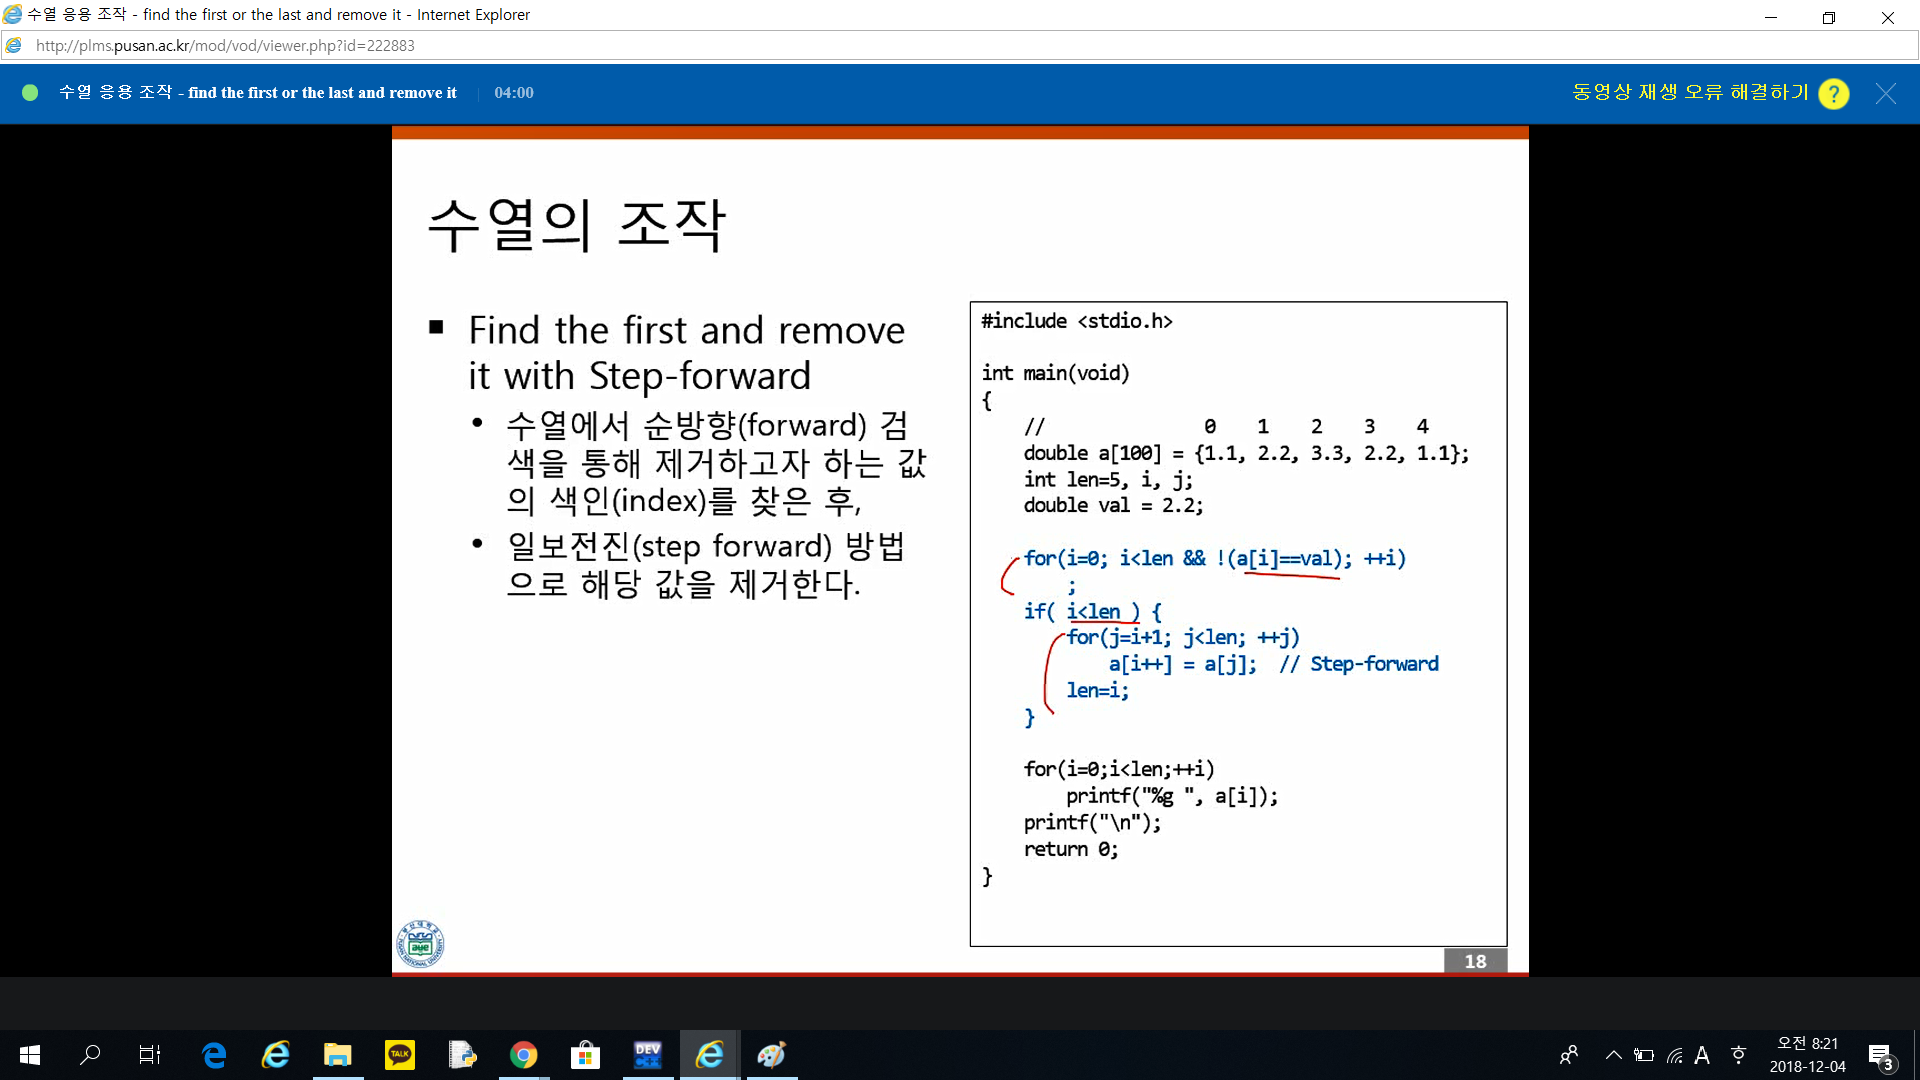 수열 응용 조작 - find the first or the last and remove it - Internet Explorer
http://plms.pusan.ac.kr/mod/vod/viewer.php?id=222883
수열 응용 조작 - find the first or the last and remove it | 04:00
동영상 재생 오류 해결하기 ?
수열의 조작
■ Find the first and remove
it with Step-forward
• 수열에서 순방향(forward) 검
색을 통해 제거하고자 하는 값
의 색인(index)를 찾은 후,
• 일보전진(step forward) 방법
으로 해당 값을 제거한다.
#include <stdio.h>
int main(void)
{
// 0 1 2 3 4
double a[100] = {1.1, 2.2, 3.3, 2.2, 1.1};
int len=5, i, j;
double val = 2.2;
for(i=0; i<len && !(a[i]==val); ++i)
;
if( i<len ) {
for(j=i+1; j<len; ++j)
a[i++] = a[j]; // Step-forward
len=i;
}
for(i=0;i<len;++i)
printf("%g ", a[i]);
printf("\n");
return 0;
}
18
TALK
DEV
A
오전 8:21
2018-12-04
3